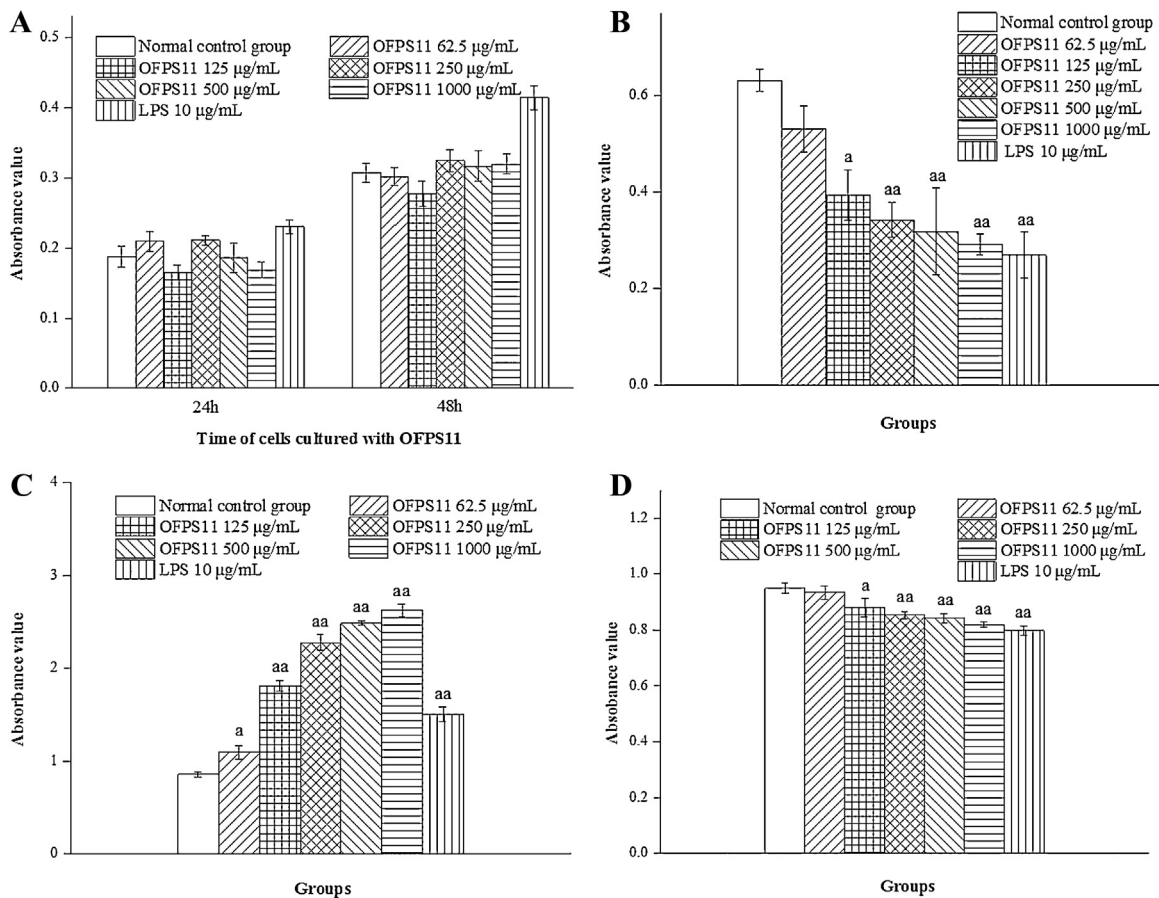 A
Absorbance value
0.5
0.4
0.3
0.2
0.1
0.0
Normal control group
OFPS11 62.5 μg/mL
OFPS11 125 μg/mL
OFPS11 250 μg/mL
OFPS11 500 μg/mL
OFPS11 1000 μg/mL
LPS 10 μg/mL
24h
48h
Time of cells cultured with OFPS11
B
Absorbance value
0.6
0.4
0.2
0.0
Normal control group
OFPS11 62.5 μg/mL
OFPS11 125 μg/mL
OFPS11 250 μg/mL
OFPS11 500 μg/mL
OFPS11 1000 μg/mL
LPS 10 μg/mL
a
aa
aa
aa
aa
Groups
C
Absorbance value
4
3
2
1
0
Normal control group
OFPS11 62.5 μg/mL
OFPS11 125 μg/mL
OFPS11 250 μg/mL
OFPS11 500 μg/mL
OFPS11 1000 μg/mL
LPS 10 μg/mL
a
aa
aa
aa
aa
aa
Groups
D
Absobance value
1.2
1.0
0.8
0.6
0.4
0.2
0.0
Normal control group
OFPS11 62.5 μg/mL
OFPS11 125 μg/mL
OFPS11 250 μg/mL
OFPS11 500 μg/mL
OFPS11 1000 μg/mL
LPS 10 μg/mL
a
aa
aa
aa
aa
Groups